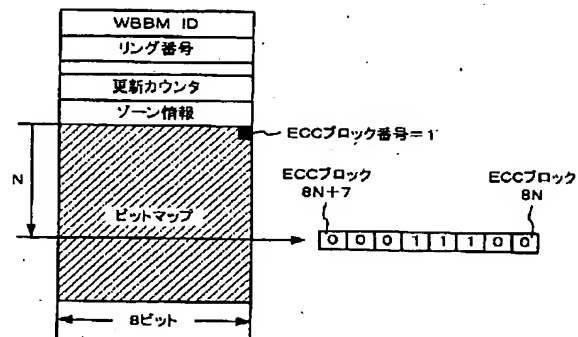 WBBM ID
リング番号
更新カウンタ
ゾーン情報
ECCブロック番号=1
N
ビットマップ
ECCブロック
8N+7
ECCブロック
8N
0 0 0 1 1 1 0 0
8ビット